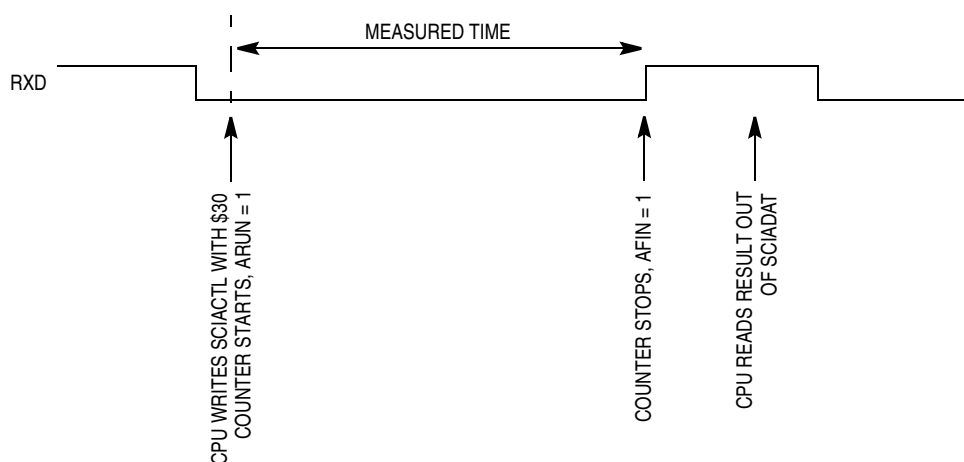 MEASURED TIME
RXD
CPU WRITES SCIACTL WITH $30
COUNTER STARTS, ARUN = 1
COUNTER STOPS, AFIN = 1
CPU READS RESULT OUT
OF SCIADAT